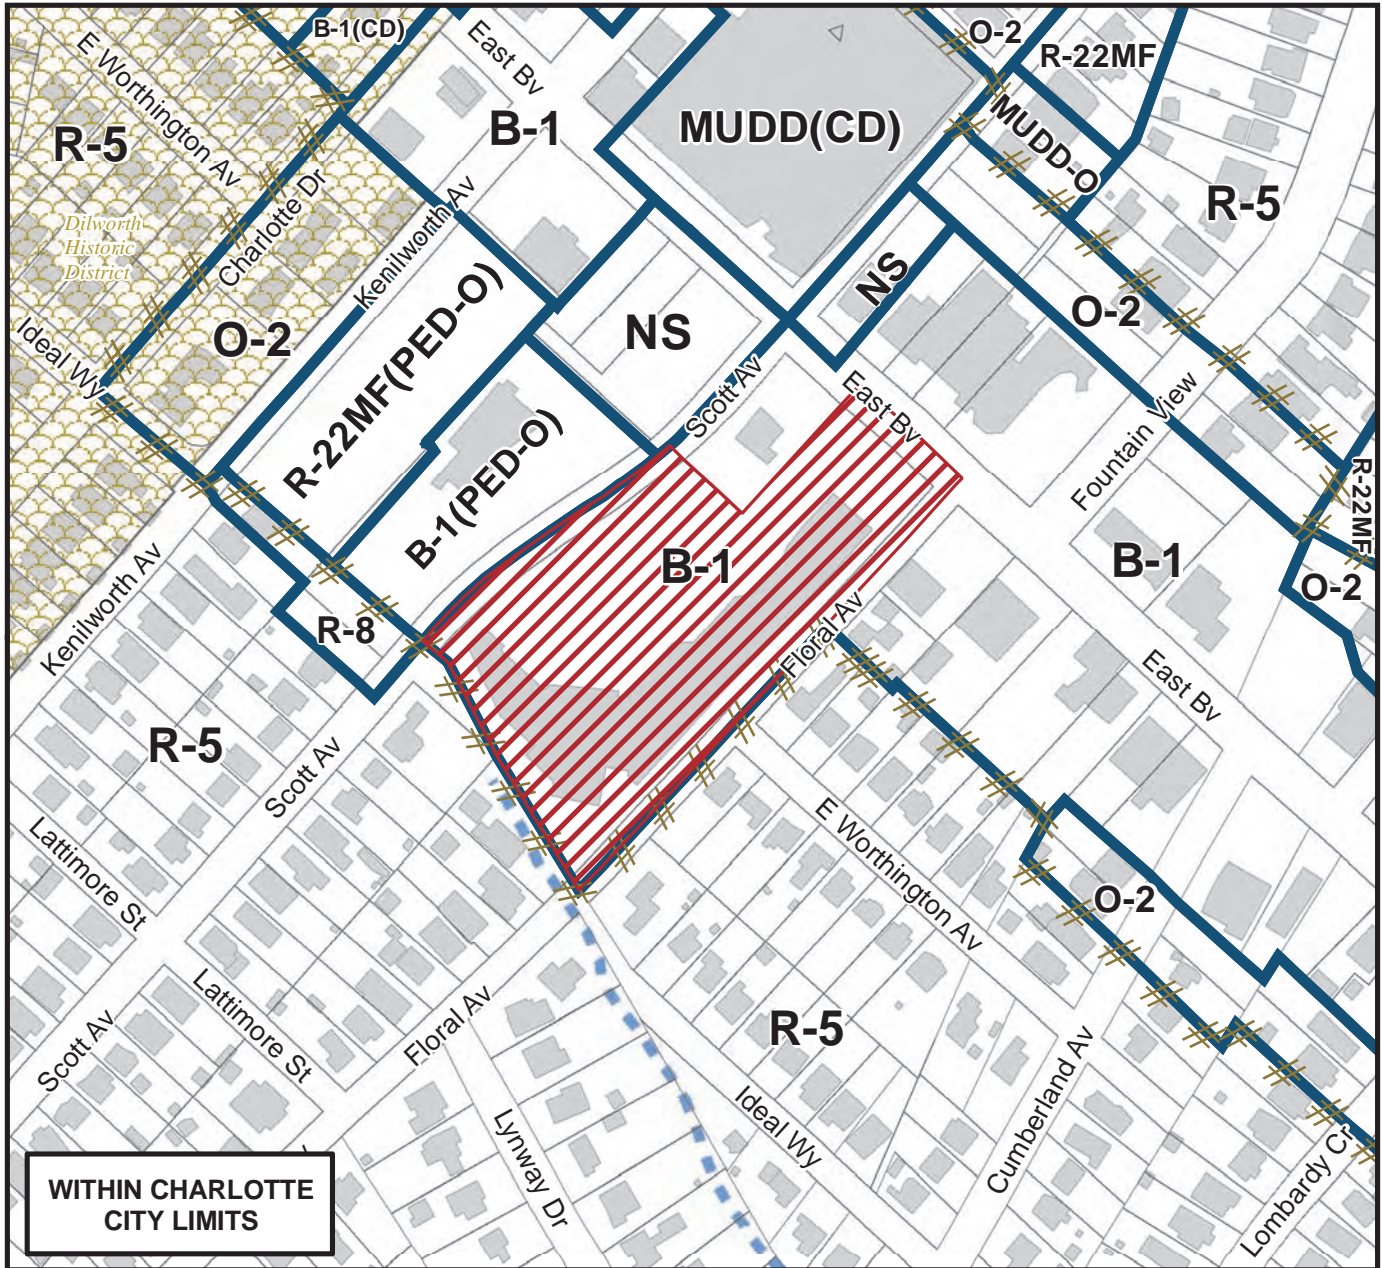 B-1(CD)
East Bv
O-2
R-22MF
E Worthington Av
B-1
MUDD(CD)
MUDD-O
R-5
R-5
Dilworth
Historic
District
Charlotte Dr
Kenilworth Av
NS
O-2
Ideal Wy
O-2
R-22MF(PED-O)
NS
Scott Av
East Bv
Fountain View
B-1(PED-O)
R-22MF
B-1
B-1
O-2
Kenilworth Av
R-8
Floral Av
East Bv
R-5
Scott Av
Lattimore St
E Worthington Av
O-2
Lattimore St
Floral Av
Scott Av
R-5
Cumberland Av
Ideal Wy
Lynway Dr
Lombardy Cr
WITHIN CHARLOTTE
CITY LIMITS